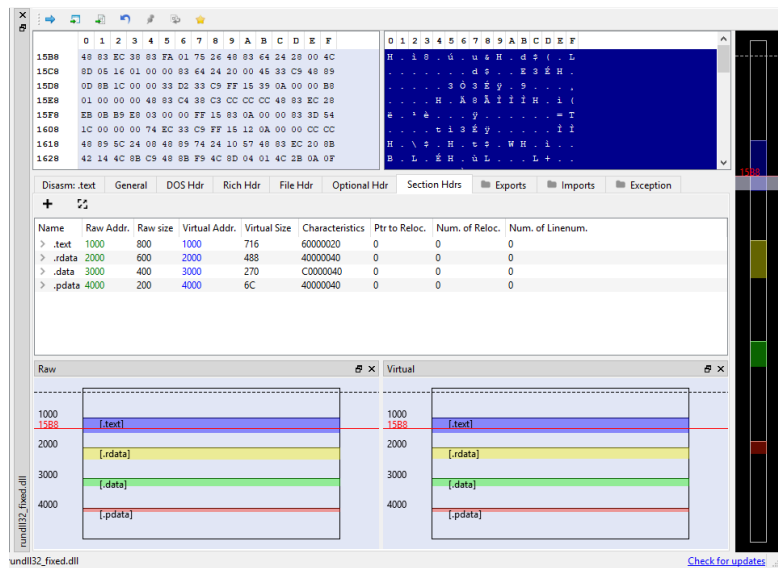 0 1 2 3 4 5 6 7 8 9 A B C D E F
0 1 2 3 4 5 6 7 8 9 A B C D E F
15B8 48 83 EC 38 83 FA 01 75 26 48 83 64 24 28 00 4C
H . ì 8 . ú . u & H . d $ ( . L
15C8 8D 05 16 01 00 00 83 64 24 20 00 45 33 C9 48 89
. . . . . . . d $ . . E 3 É H .
15D8 0D 8B 1C 00 00 33 D2 33 C9 FF 15 39 0A 00 00 B8
. . . . . 3 Ò 3 É ÿ . 9 . . . ¸
15E8 01 00 00 00 48 83 C4 38 C3 CC CC CC 48 83 EC 28
. . . . H . Ä 8 Ã Ì Ì Ì H . ì (
15F8 EB 0B B9 E8 03 00 00 FF 15 83 0A 00 00 83 3D 54
ë . ¹ è . . . ÿ . . . . . . = T
1608 1C 00 00 00 74 EC 33 C9 FF 15 12 0A 00 00 CC CC
. . . . t ì 3 É ÿ . . . . . Ì Ì
1618 48 89 5C 24 08 48 89 74 24 10 57 48 83 EC 20 8B
H . \ $ . H . t $ . W H . ì . .
1628 42 14 4C 8B C9 48 8B F9 4C 8D 04 01 4C 2B 0A 0F
B . L . É H . ù L . . . L + . .
15B8
Disasm: .text General DOS Hdr Rich Hdr File Hdr Optional Hdr Section Hdrs Exports Imports Exception
Name Raw Addr. Raw size Virtual Addr. Virtual Size Characteristics Ptr to Reloc. Num. of Reloc. Num. of Linenum.
> .text 1000 800 1000 716 60000020 0 0 0
> .rdata 2000 600 2000 488 40000040 0 0 0
> .data 3000 400 3000 270 C0000040 0 0 0
> .pdata 4000 200 4000 6C 40000040 0 0 0
Raw
1000
15B8
[.text]
2000
[.rdata]
3000
[.data]
4000
[.pdata]
Virtual
1000
15B8
[.text]
2000
[.rdata]
3000
[.data]
4000
[.pdata]
rundll32_fixed.dll
undll32_fixed.dll
Check for updates